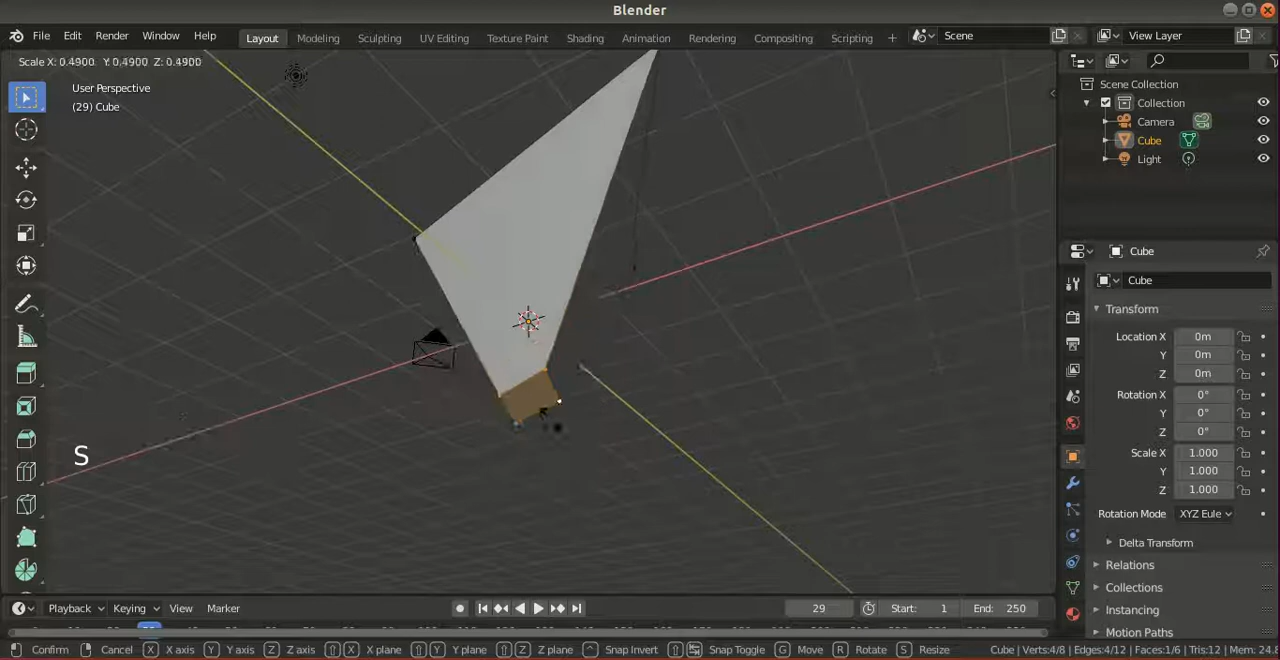 Blender
File Edit Render Window Help Layout Modeling Sculpting UV Editing Texture Paint Shading Animation Rendering Compositing Scripting + Scene View Layer
Scale X: 0.4900 Y: 0.4900 Z: 0.4900
User Perspective
(29) Cube
Scene Collection
Collection
Camera
Cube
Light
S
Cube
Cube
Transform
Location X 0m
Y 0m
Z 0m
Rotation X 0°
Y 0°
Z 0°
Scale X 1.000
Y 1.000
Z 1.000
Rotation Mode XYZ Eule
Delta Transform
Relations
Collections
Instancing
Motion Paths
Playback Keying View Marker 29 Start: 1 End: 250
Confirm Cancel X X axis Y Y axis Z Z axis X X plane Y Y plane Z Z plane Snap Invert Snap Toggle G Move R Rotate S Resize Cube | Verts:4/8 | Edges:4/12 | Faces:1/6 | Tris:12 | Mem: 24.8